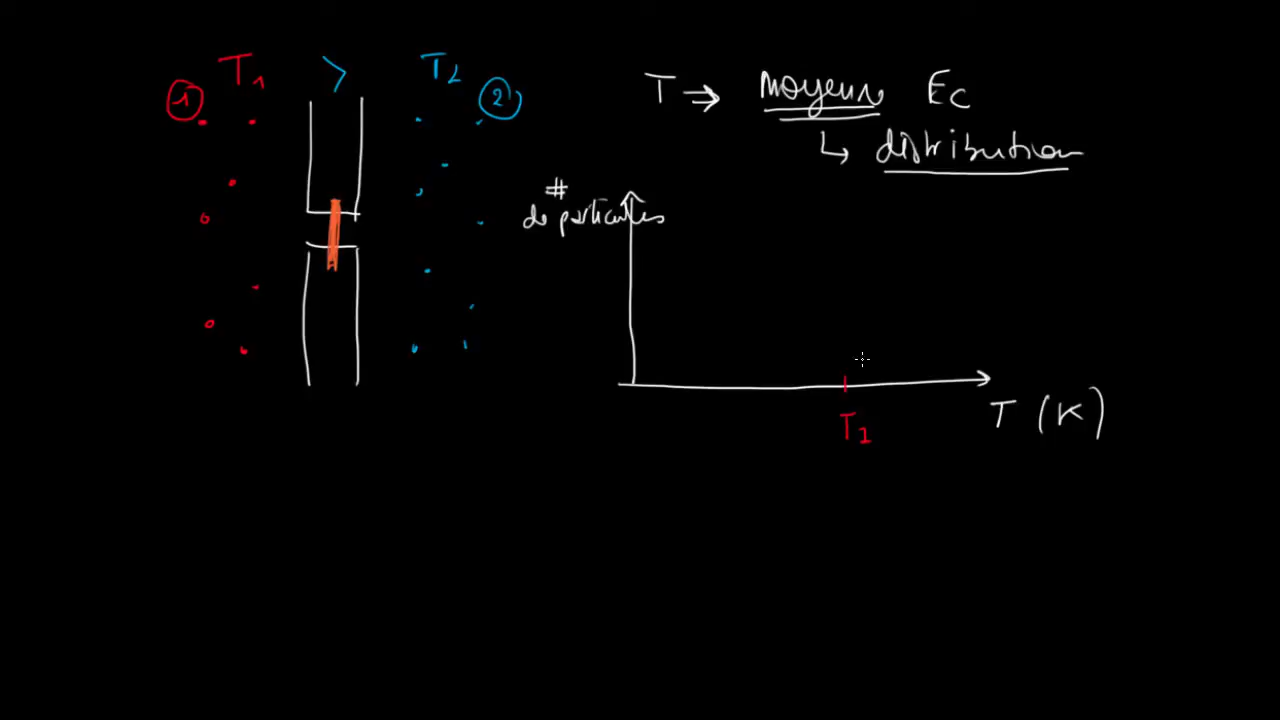 T1 > T2
1
2
T → moyenne Ec
↳ distribution
#
de particules
T1
T (K)